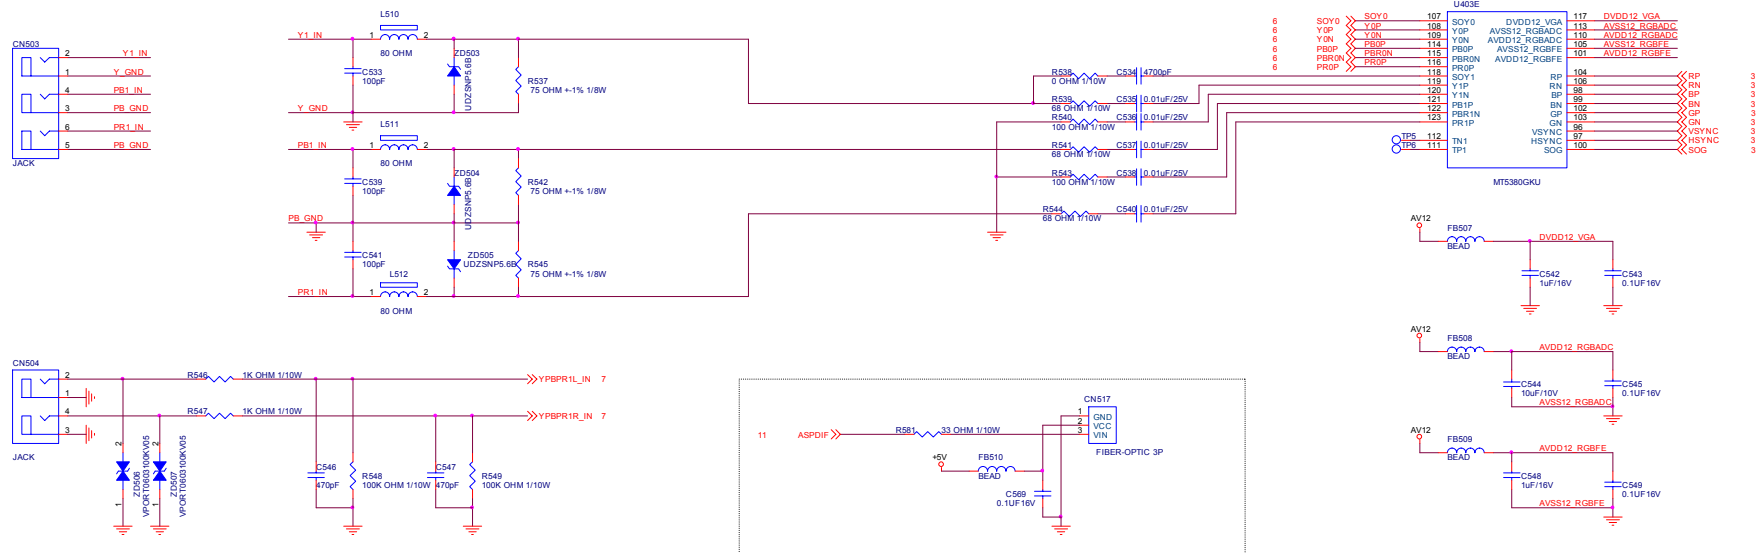 CN503
2 Y1_IN
1 Y_GND
4 PB1_IN
3 PB_GND
6 PR1_IN
5 PB_GND
JACK
L510
Y1_IN 1 2
80 OHM
C533
100pF
ZD503
UDZSNP5.6B
R537
75 OHM +-1% 1/8W
Y_GND
L511
PB1_IN 1 2
80 OHM
C539
100pF
ZD504
UDZSNP5.6B
R542
75 OHM +-1% 1/8W
PB_GND
C541
100pF
ZD505
UDZSNP5.6B
R545
75 OHM +-1% 1/8W
L512
PR1_IN 1 2
80 OHM
R538 C534 4700pF
0 OHM 1/10W
R539 C535 0.01uF/25V
68 OHM 1/10W
R540 C536 0.01uF/25V
100 OHM 1/10W
R541 C537 0.01uF/25V
68 OHM 1/10W
R543 C538 0.01uF/25V
100 OHM 1/10W
R544 C540 0.01uF/25V
68 OHM 1/10W
U403E
6 SOY0 SOY0 107 SOY0
6 Y0P Y0P 108 Y0P
6 Y0N Y0N 109 Y0N
6 PB0P PB0P 114 PB0P
6 PBR0N PBR0N 115 PBR0N
6 PR0P PR0P 116 PR0P
118 SOY1
119 Y1P
120 Y1N
121 PB1P
122 PBR1N
123 PR1P
TP5 112 TN1
TP6 111 TP1
DVDD12_VGA 117 DVDD12_VGA
AVSS12_RGBADC 113 AVSS12_RGBADC
AVDD12_RGBADC 110 AVDD12_RGBADC
AVSS12_RGBFE 105 AVSS12_RGBFE
AVDD12_RGBFE 101 AVDD12_RGBFE
RP 104 RP 3
RN 106 RN 3
BP 98 BP 3
BN 99 BN 3
GP 102 GP 3
GN 103 GN 3
VSYNC 96 VSYNC 3
HSYNC 97 HSYNC 3
SOG 100 SOG 3
MT5380GKU
AV12
FB507
BEAD
DVDD12_VGA
C542
1uF/16V
C543
0.1UF16V
AV12
FB508
BEAD
AVDD12_RGBADC
C544
10uF/10V
C545
0.1UF16V
AVSS12_RGBADC
AV12
FB509
BEAD
AVDD12_RGBFE
C548
1uF/16V
C549
0.1UF16V
AVSS12_RGBFE
CN504
2
1
4
3
JACK
R546 1K OHM 1/10W YPBPR1L_IN 7
R547 1K OHM 1/10W YPBPR1R_IN 7
2
1
ZD506
VPORT0603100KV05
2
1
ZD507
VPORT0603100KV05
C546
470pF
R548
100K OHM 1/10W
C547
470pF
R549
100K OHM 1/10W
CN517
1 GND
2 VCC
3 VIN
FIBER-OPTIC 3P
11 ASPDIF R581 33 OHM 1/10W
+5V
FB510
BEAD
C569
0.1UF16V